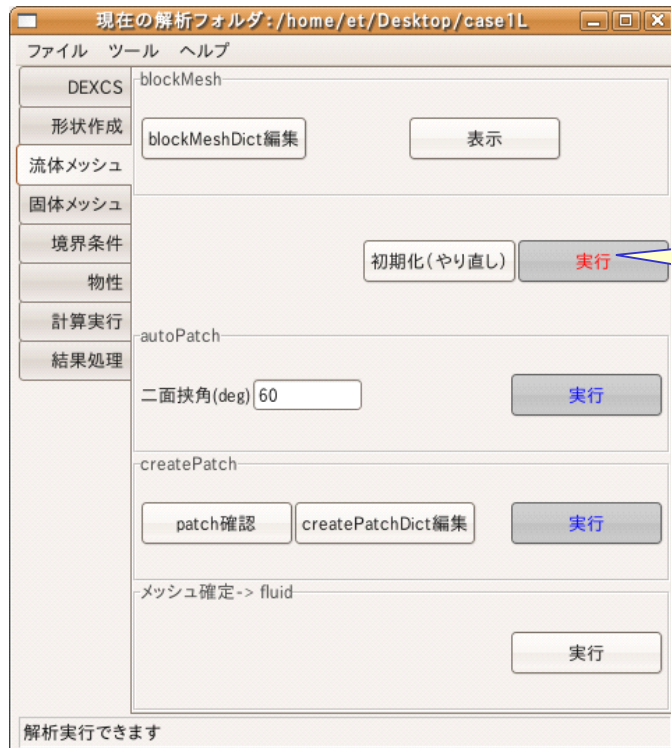 現在の解析フォルダ:/home/et/Desktop/case1L
ファイル ツール ヘルプ
DEXCS
形状作成
流体メッシュ
固体メッシュ
境界条件
物性
計算実行
結果処理
blockMesh
blockMeshDict編集 表示
初期化(やり直し) 実行
autoPatch
二面挟角(deg) 60 実行
createPatch
patch確認 createPatchDict編集 実行
メッシュ確定-> fluid
実行
解析実行できます